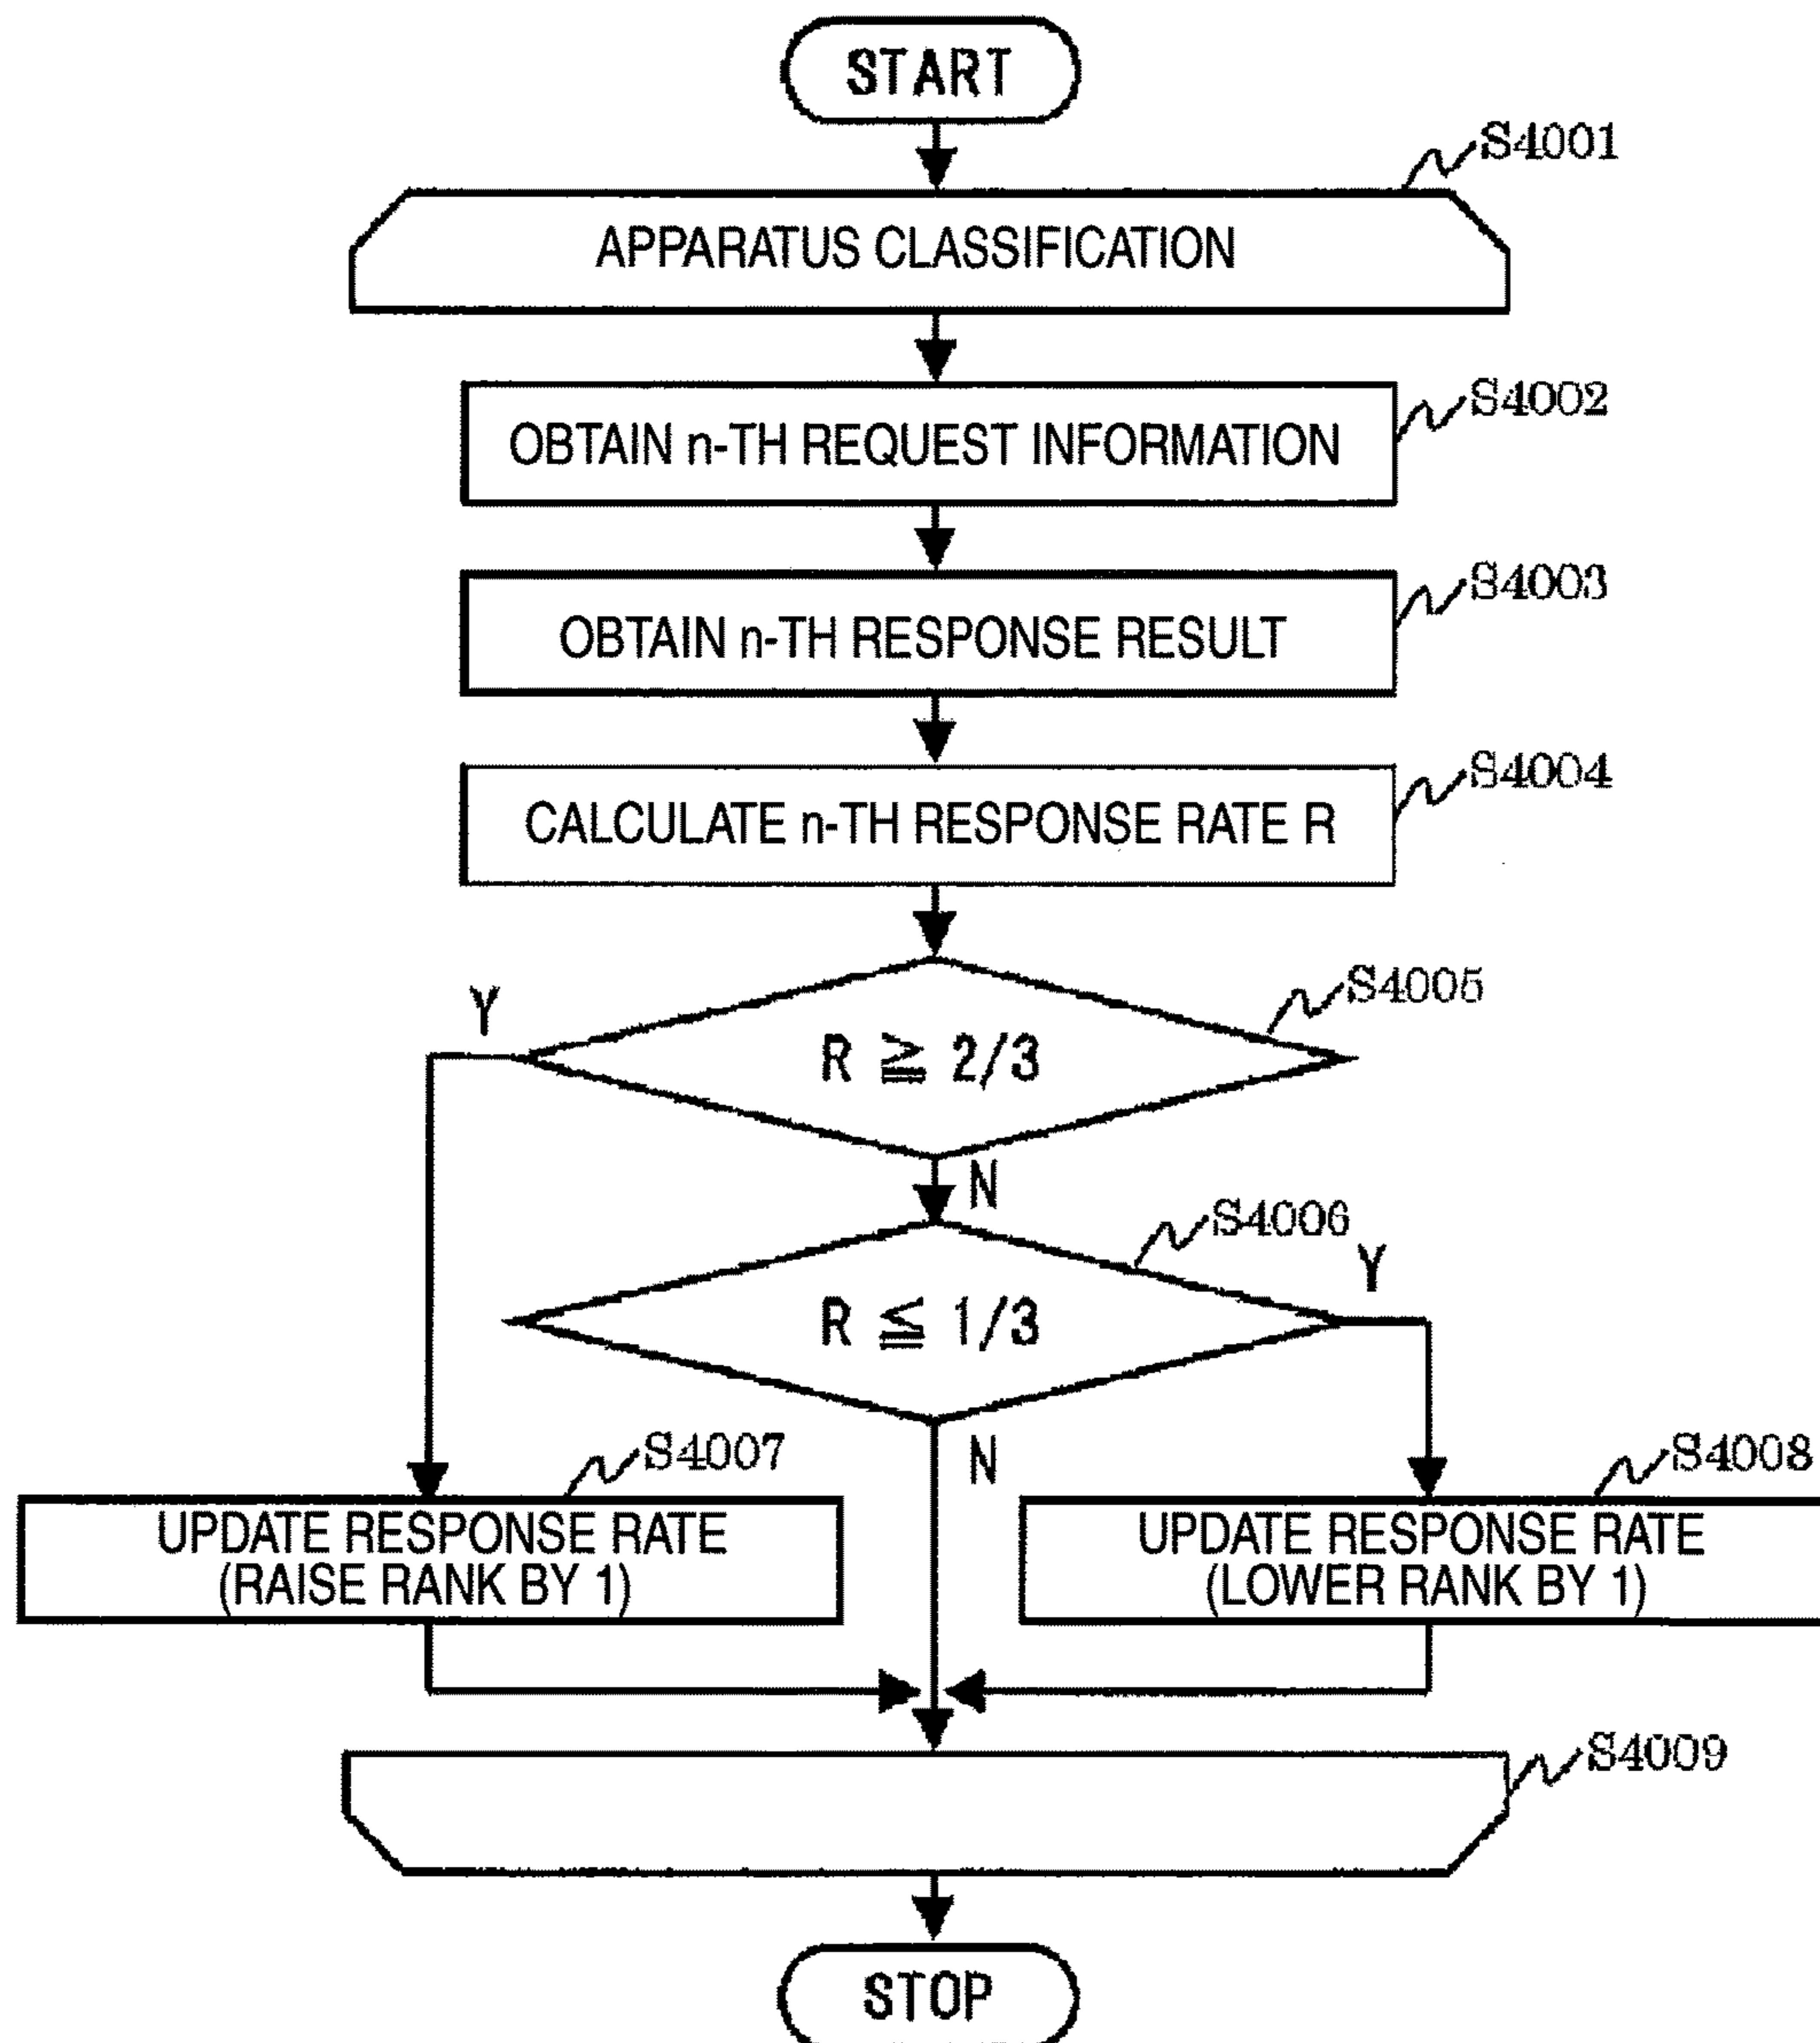 START
S4001
APPARATUS CLASSIFICATION
S4002
OBTAIN n-TH REQUEST INFORMATION
S4003
OBTAIN n-TH RESPONSE RESULT
S4004
CALCULATE n-TH RESPONSE RATE R
S4005
Y
R ≧ 2/3
N
S4006
Y
R ≦ 1/3
N
S4007
UPDATE RESPONSE RATE
(RAISE RANK BY 1)
S4008
UPDATE RESPONSE RATE
(LOWER RANK BY 1)
S4009
STOP